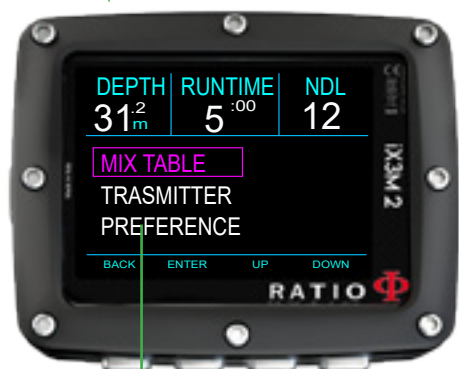 DEPTH RUNTIME NDL
31.2 m 5 :00 12
MIX TABLE
TRASMITTER
PREFERENCE
BACK ENTER UP DOWN
RATIO
iX3M 2